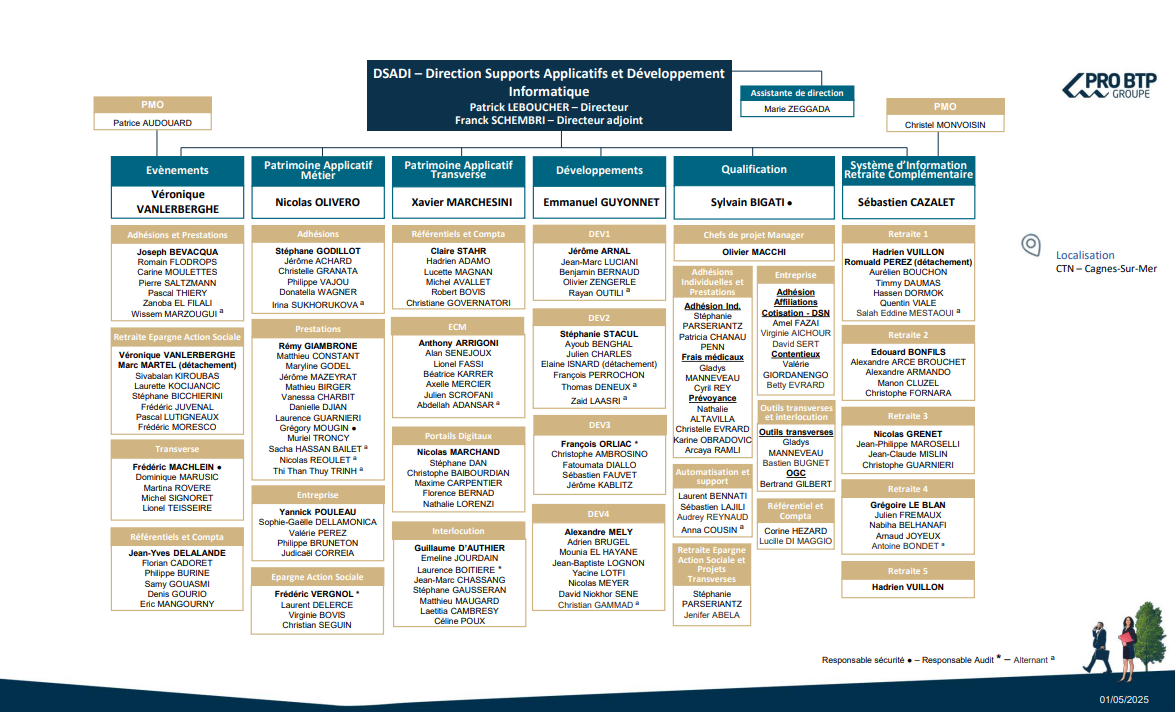 DSADI – Direction Supports Applicatifs et Développement
Informatique
Patrick LEBOUCHER – Directeur
Franck SCHEMBRI – Directeur adjoint
Assistante de direction
Marie ZEGGADA
PRO BTP
GROUPE
PMO
Patrice AUDOUARD
PMO
Christel MONVOISIN
Evènements
Véronique
VANLERBERGHE
Adhésions et Prestations
Joseph BEVACQUA
Romain FLODROPS
Carine MOULETTES
Pierre SALTZMANN
Pascal THIERY
Zanoba EL FILALI
Wissem MARZOUGUI ª
Retraite Epargne Action Sociale
Véronique VANLERBERGHE
Marc MARTEL (détachement)
Sivabalan KIROUBAS
Laurette KOCIJANCIC
Stéphane BICCHIERINI
Frédéric JUVENAL
Pascal LUTIGNEAUX
Frédéric MORESCO
Transverse
Frédéric MACHLEIN ●
Dominique MARUSIC
Martina ROVERE
Michel SIGNORET
Lionel TEISSEIRE
Référentiels et Compta
Jean-Yves DELALANDE
Florian CADORET
Philippe BURINE
Samy GOUASMI
Denis GOURIO
Eric MANGOURNY
Patrimoine Applicatif
Métier
Nicolas OLIVERO
Adhésions
Stéphane GODILLOT
Jérôme ACHARD
Christelle GRANATA
Philippe VAJOU
Donatella WAGNER
Irina SUKHORUKOVA ª
Prestations
Rémy GIAMBRONE
Matthieu CONSTANT
Maryline GODEL
Jérôme MAZEYRAT
Mathieu BIRGER
Vanessa CHARBIT
Danielle DJIAN
Laurence GUARNIERI
Grégory MOUGIN ●
Muriel TRONCY
Sacha HASSAN BAILET ª
Nicolas REOULET ª
Thi Than Thuy TRINH ª
Entreprise
Yannick POULEAU
Sophie-Gaëlle DELLAMONICA
Valérie PEREZ
Philippe BRUNETON
Judicaël CORREIA
Epargne Action Sociale
Frédéric VERGNOL *
Laurent DELERCE
Virginie BOVIS
Christian SEGUIN
Patrimoine Applicatif
Transverse
Xavier MARCHESINI
Référentiels et Compta
Claire STAHR
Hadrien ADAMO
Lucette MAGNAN
Michel AVALLET
Robert BOVIS
Christiane GOVERNATORI
ECM
Anthony ARRIGONI
Alan SENEJOUX
Lionel FASSI
Béatrice KARRER
Axelle MERCIER
Julien SCROFANI
Abdellah ADANSAR ª
Portails Digitaux
Nicolas MARCHAND
Stéphane DAN
Christophe BAIBOURDIAN
Maxime CARPENTIER
Florence BERNAD
Nathalie LORENZI
Interlocution
Guillaume D'AUTHIER
Emeline JOURDAIN
Laurence BOITIERE *
Jean-Marc CHASSANG
Stéphane GAUSSERAN
Matthieu MAUGARD
Laetitia CAMBRESY
Céline POUX
Développements
Emmanuel GUYONNET
DEV1
Jérôme ARNAL
Jean-Marc LUCIANI
Benjamin BERNAUD
Olivier ZENGERLE
Rayan OUTILI ª
DEV2
Stéphanie STACUL
Ayoub BENGHAL
Julien CHARLES
Elaine ISNARD (détachement)
François PERROCHON
Thomas DENEUX ª
Zaid LAASRI ª
DEV3
François ORLIAC *
Christophe AMBROSINO
Fatoumata DIALLO
Sébastien FAUVET
Jérôme KABLITZ
DEV4
Alexandre MELY
Adrien BRUGEL
Mounia EL HAYANE
Jean-Baptiste LOGNON
Yacine LOTFI
Nicolas MEYER
David Niokhor SENE
Christian GAMMAD ª
Qualification
Sylvain BIGATI ●
Chefs de projet Manager
Olivier MACCHI
Adhésions
Individuelles et
Prestations
Adhésion Ind.
Stéphanie
PARSERIANTZ
Patricia CHANAU
PENN
Frais médicaux
Gladys
MANNEVEAU
Cyril REY
Prévoyance
Nathalie
ALTAVILLA
Christelle EVRARD
Karine OBRADOVIC
Arcaya RAMLI
Automatisation et
support
Laurent BENNATI
Sébastien LAJILI
Audrey REYNAUD
Anna COUSIN ª
Retraite Epargne
Action Sociale et
Projets
Transverses
Stéphanie
PARSERIANTZ
Jenifer ABELA
Entreprise
Adhésion
Affiliations
Cotisation - DSN
Amel FAZAI
Virginie AICHOUR
David SERT
Contentieux
Valérie
GIORDANENGO
Betty EVRARD
Outils transverses
et interlocution
Outils transverses
Gladys
MANNEVEAU
Bastien BUGNET
OGC
Bertrand GILBERT
Référentiel et
Compta
Corine HEZARD
Lucille DI MAGGIO
Système d'Information
Retraite Complémentaire
Sébastien CAZALET
Retraite 1
Hadrien VUILLON
Romuald PEREZ (détachement)
Aurélien BOUCHON
Timmy DAUMAS
Hassen DORMOK
Quentin VIALE
Salah Eddine MESTAOUI ª
Retraite 2
Edouard BONFILS
Alexandre ARCE BROUCHET
Alexandre ARMANDO
Manon CLUZEL
Christophe FORNARA
Retraite 3
Nicolas GRENET
Jean-Philippe MAROSELLI
Jean-Claude MISLIN
Christophe GUARNIERI
Retraite 4
Grégoire LE BLAN
Julien FREMAUX
Nabiha BELHANAFI
Arnaud JOYEUX
Antoine BONDET ª
Retraite 5
Hadrien VUILLON
Localisation
CTN – Cagnes-Sur-Mer
Responsable sécurité ● – Responsable Audit * – Alternant ª
01/05/2025